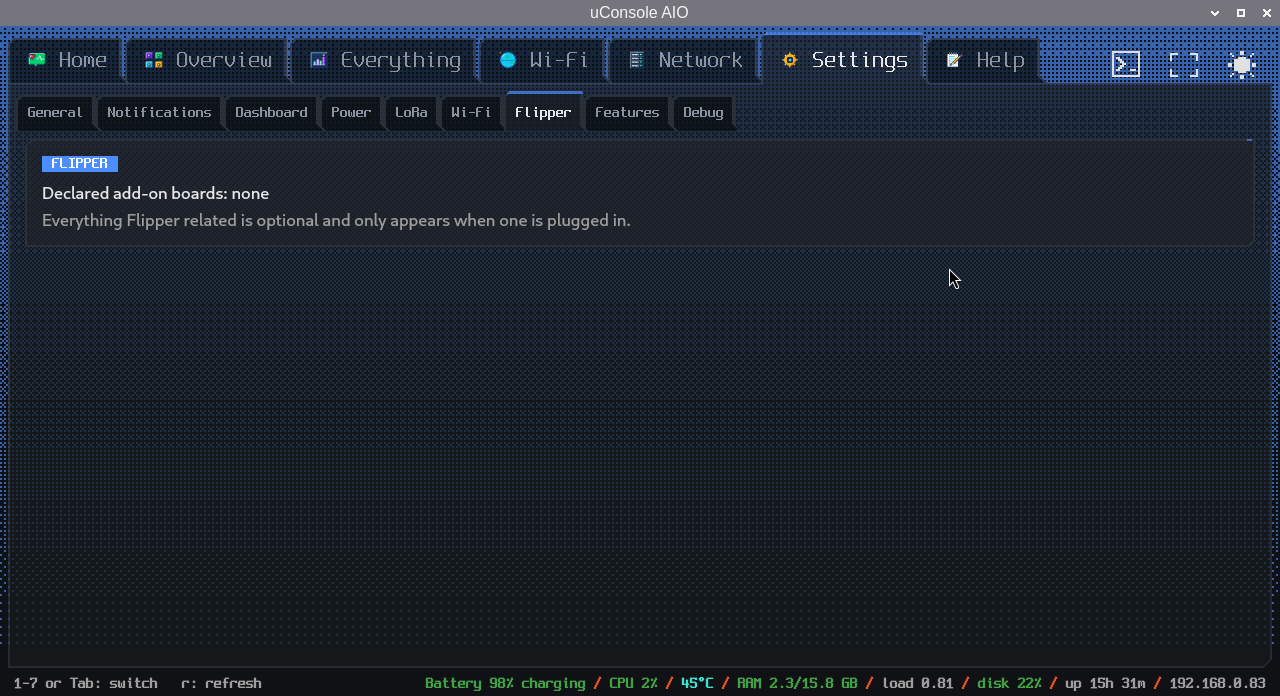 uConsole AIO
Home Overview Everything Wi-Fi Network Settings Help
General Notifications Dashboard Power LoRa Wi-Fi Flipper Features Debug
FLIPPER
Declared add-on boards: none
Everything Flipper related is optional and only appears when one is plugged in.
1-7 or Tab: switch r: refresh Battery 98% charging / CPU 2% / 45°C / RAM 2.3/15.8 GB / load 0.81 / disk 22% / up 15h 31m / 192.168.0.83